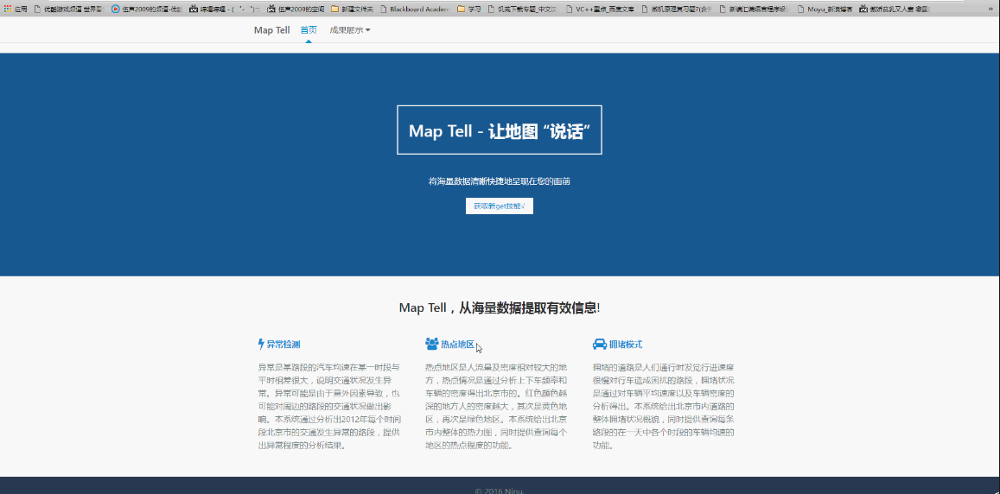 应用 优酷游戏频道 世界看 伍声2009的频道-优酷 哔哩哔哩 - ( ゜- ゜)つ 伍声2009的空间 新建文件夹 Blackboard Academ 学习 饥荒下载专题_中文汉 VC++重点_百度文库 微机原理复习题7(含答 新编汇编语言程序设计 Moyu_新浪博客 »
Map Tell 首页 成果展示
Map Tell - 让地图 “说话”
将海量数据清晰快捷地呈现在您的面前
获取新get技能√
Map Tell，从海量数据提取有效信息!
异常检测
异常是某路段的汽车均速在某一时段与
平时相差很大，说明交通状况发生异
常。异常可能是由于意外因素导致，也
可能对周边的路段的交通状况做出影
响。本系统通过分析出2012年每个时间
段北京市的交通发生异常的路段，提供
出异常程度的分析结果。
热点地区
热点地区是人流量及密度相对较大的地
方，热点情况是通过分析上下车频率和
车辆的密度得出北京市的。红色颜色越
深的地方人的密度越大，其次是黄色地
区，再次是绿色地区。本系统给出北京
市内整体的热力图，同时提供查询每个
地区的热点程度的功能。
拥堵模式
拥堵的道路是人们通行时发觉行进速度
很慢对行车造成困扰的路段，拥堵状况
是通过对车辆平均速度以及车辆密度的
分析得出。本系统给出北京市内道路的
整体拥堵状况概貌，同时提供查询每条
路段的在一天中各个时段的车辆均速的
功能。
© 2016 Ninu.